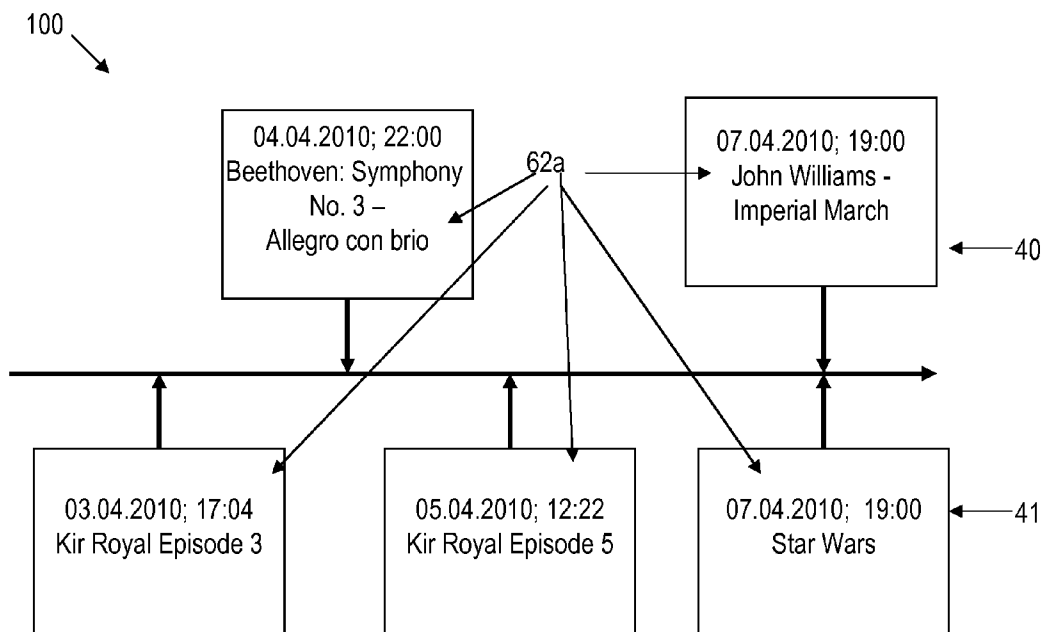 100
04.04.2010; 22:00
Beethoven: Symphony
No. 3 –
Allegro con brio
62a
07.04.2010; 19:00
John Williams -
Imperial March
40
03.04.2010; 17:04
Kir Royal Episode 3
05.04.2010; 12:22
Kir Royal Episode 5
07.04.2010; 19:00
Star Wars
41